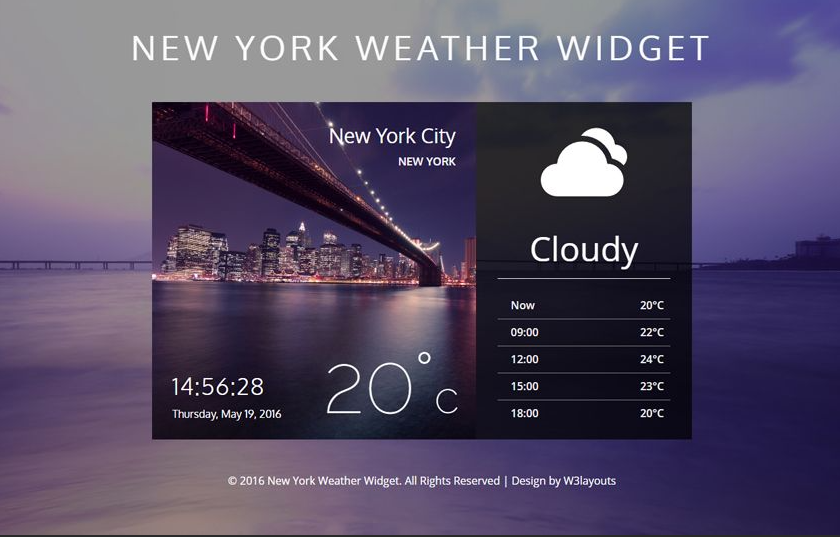 NEW YORK WEATHER WIDGET
New York City
NEW YORK
14:56:28
Thursday, May 19, 2016
20°C
Cloudy
Now 20°C
09:00 22°C
12:00 24°C
15:00 23°C
18:00 20°C
© 2016 New York Weather Widget. All Rights Reserved | Design by W3layouts